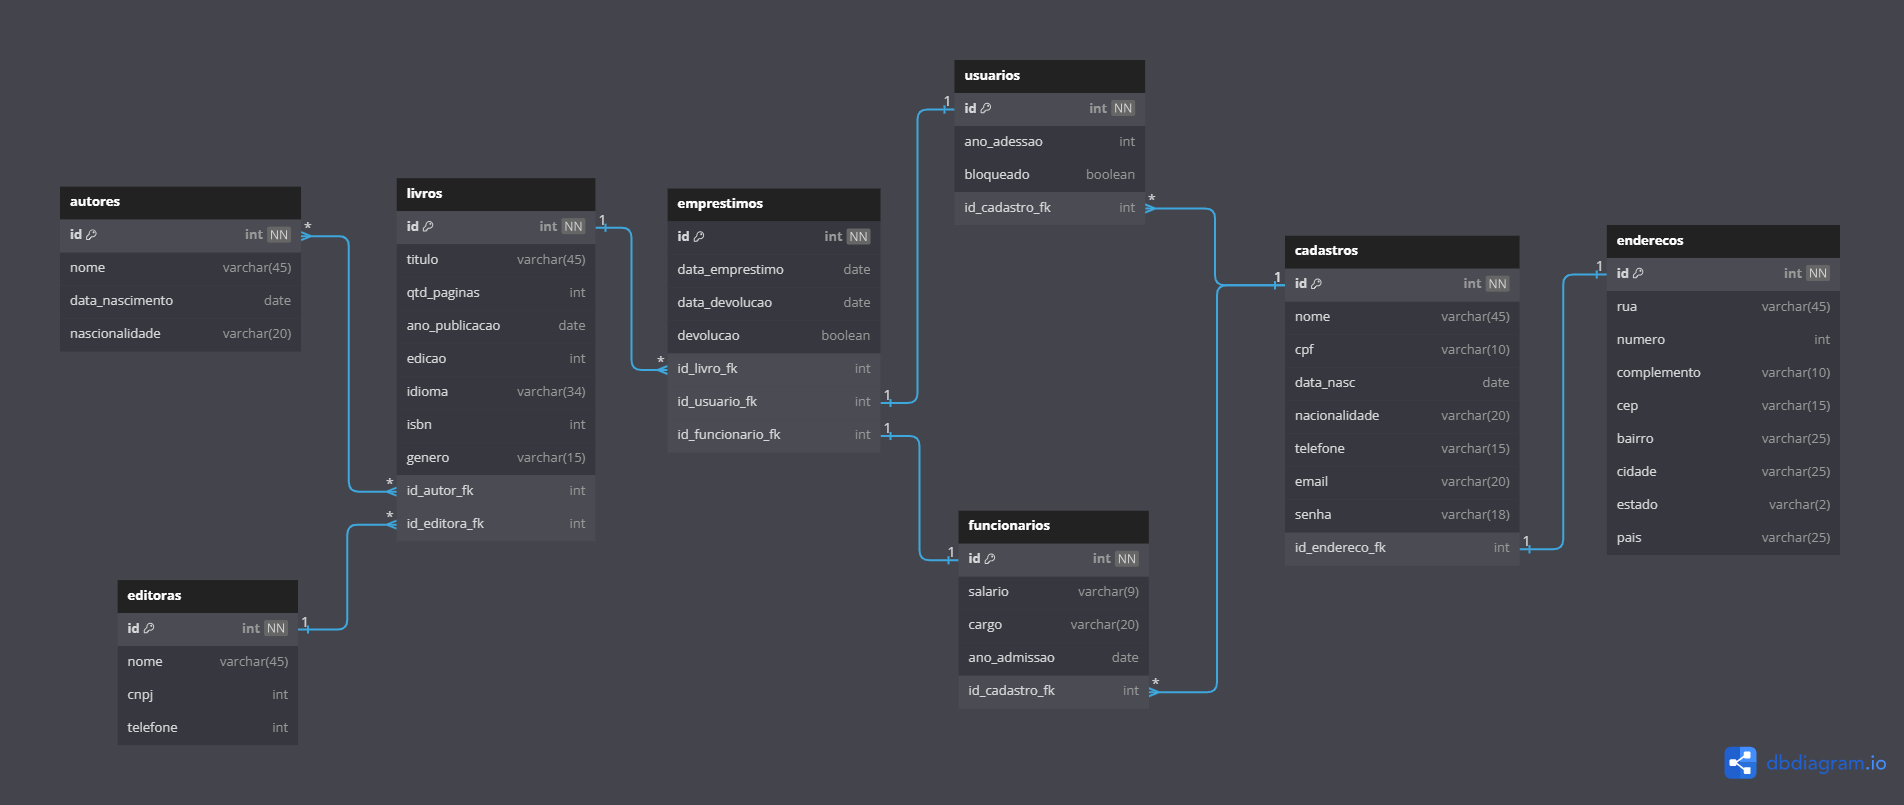 autores
id int NN
nome varchar(45)
data_nascimento date
nascionalidade varchar(20)
*
livros
id int NN
titulo varchar(45)
qtd_paginas int
ano_publicacao date
edicao int
idioma varchar(34)
isbn int
genero varchar(15)
id_autor_fk int
id_editora_fk int
1
*
*
editoras
id int NN
nome varchar(45)
cnpj int
telefone int
1
emprestimos
id int NN
data_emprestimo date
data_devolucao date
devolucao boolean
id_livro_fk int
id_usuario_fk int
id_funcionario_fk int
*
1
1
usuarios
id int NN
ano_adessao int
bloqueado boolean
id_cadastro_fk int
1
*
funcionarios
id int NN
salario varchar(9)
cargo varchar(20)
ano_admissao date
id_cadastro_fk int
1
*
cadastros
id int NN
nome varchar(45)
cpf varchar(10)
data_nasc date
nacionalidade varchar(20)
telefone varchar(15)
email varchar(20)
senha varchar(18)
id_endereco_fk int
1
1
enderecos
id int NN
rua varchar(45)
numero int
complemento varchar(10)
cep varchar(15)
bairro varchar(25)
cidade varchar(25)
estado varchar(2)
pais varchar(25)
1
dbdiagram.io